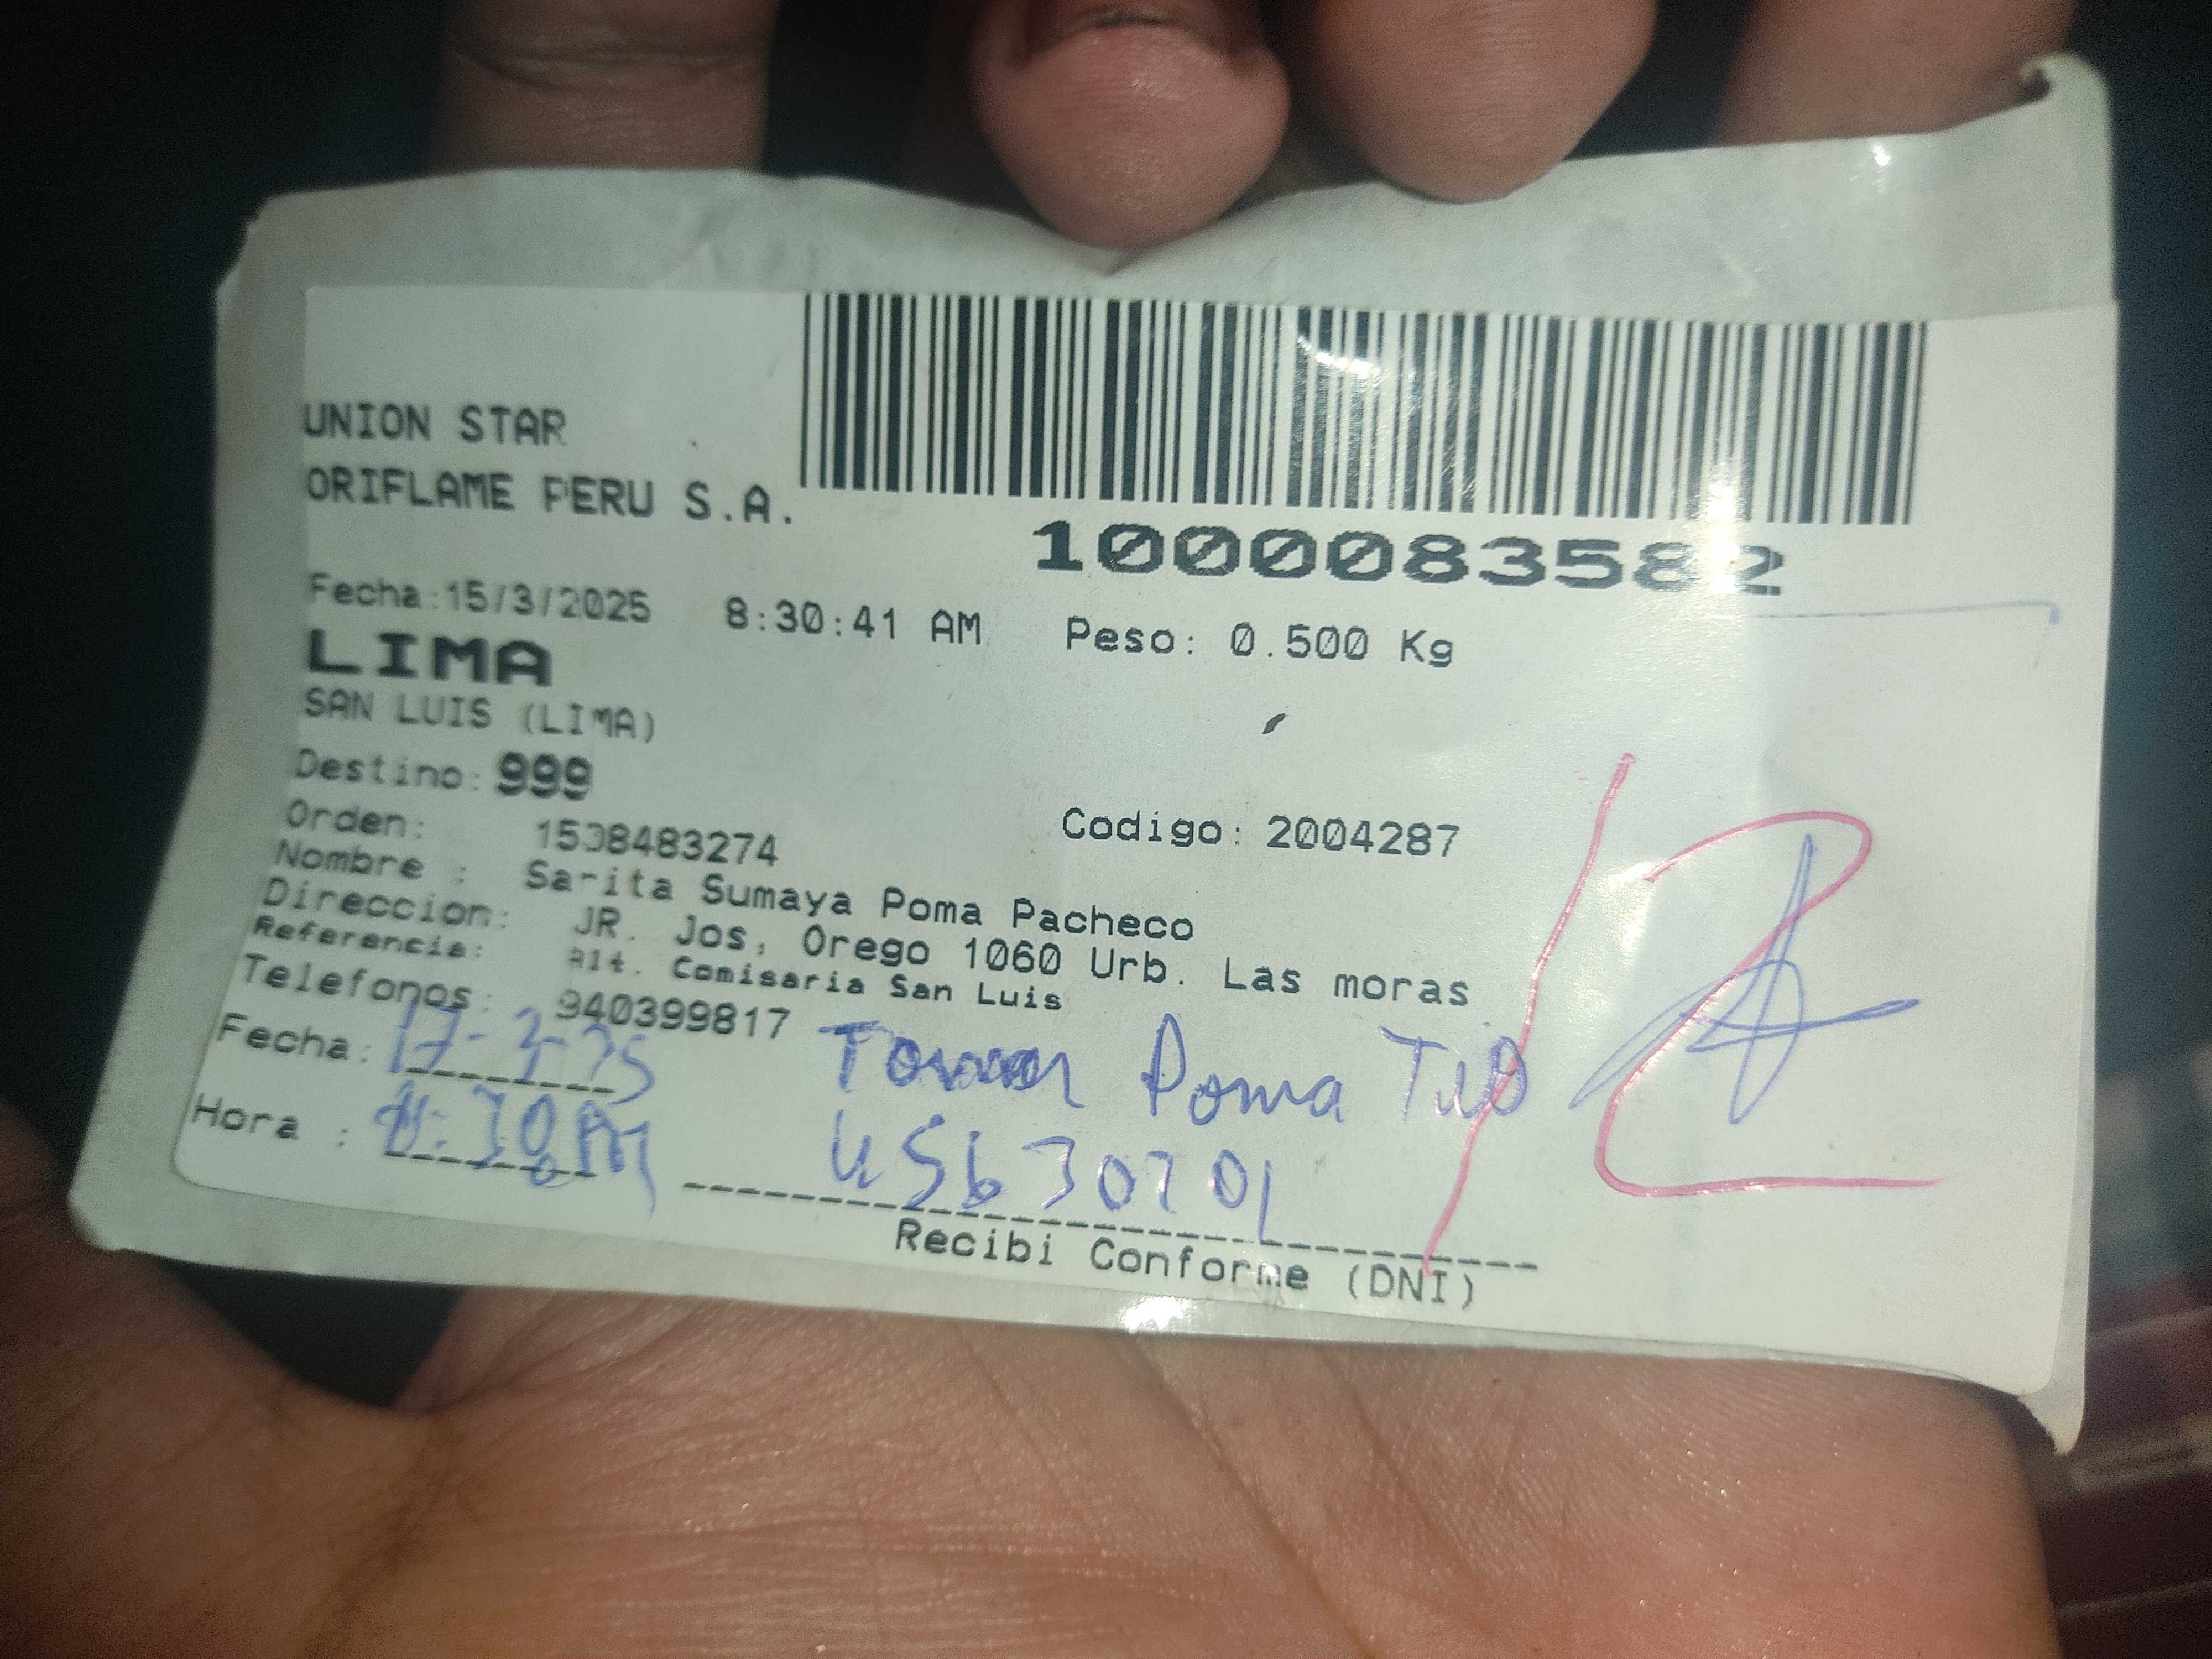 UNION STAR
ORIFLAME PERU S.A.
1000083582
Fecha:15/3/2025 8:30:41 AM Peso: 0.500 Kg
LIMA
SAN LUIS (LIMA)
Destino: 999
Orden: 1508483274 Codigo: 2004287
Nombre : Sarita Sumaya Poma Pacheco
Direccion: JR. Jos, Orego 1060 Urb. Las moras
Referencia: Alt. Comisaria San Luis
Telefonos: 940399817
Fecha: 17-3-25 Poma Tio
Hora :
Recibi Conforme (DNI)